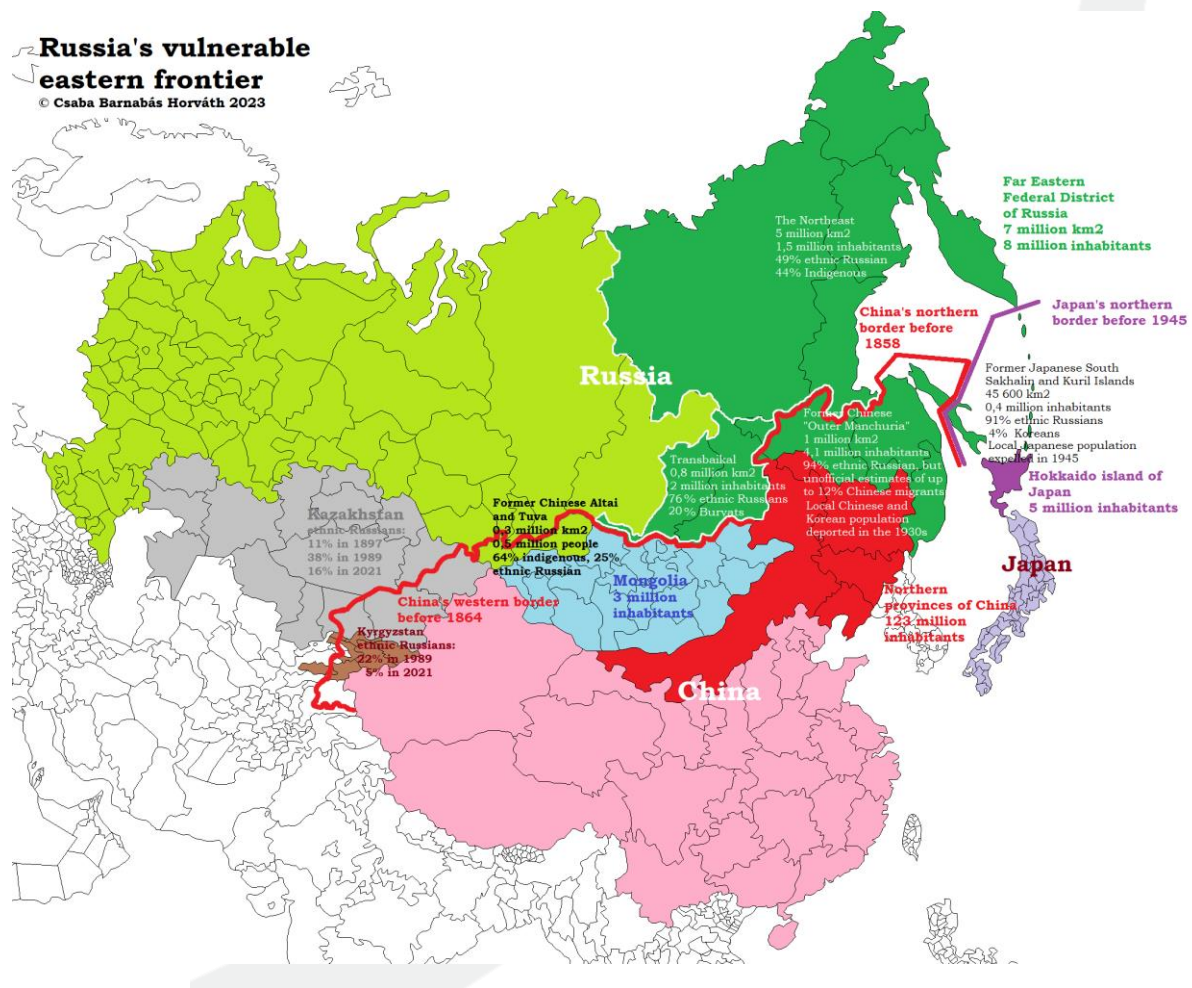 Russia's vulnerable
eastern frontier
© Csaba Barnabás Horváth 2023
Far Eastern
Federal District
of Russia
7 million km2
8 million inhabitants
The Northeast
5 million km2
1,5 million inhabitants
49% ethnic Russian
44% Indigenous
China's northern
border before
1858
Japan's northern
border before 1945
Russia
Former Japanese South
Sakhalin and Kuril Islands
45 600 km2
0,4 million inhabitants
91% ethnic Russians
4% Koreans
Local Japanese population
expelled in 1945
Former Chinese
"Outer Manchuria"
1 million km2
4,1 million inhabitants
94% ethnic Russian, but
unofficial estimates of up
to 12% Chinese migrants
Local Chinese and
Korean population
deported in the 1930s
Transbaikal
0,8 million km2
2 million inhabitants
76% ethnic Russians
20% Buryats
Hokkaido island of
Japan
5 million inhabitants
Kazakhstan
ethnic Russians:
11% in 1897
38% in 1989
16% in 2021
Former Chinese Altai
and Tuva
0,3 million km2
0,5 million people
64% indigenous, 25%
ethnic Russian
Mongolia
3 million
inhabitants
Japan
China's western border
before 1864
Northern
provinces of China
123 million
inhabitants
Kyrgyzstan
ethnic Russians:
22% in 1989
5% in 2021
China